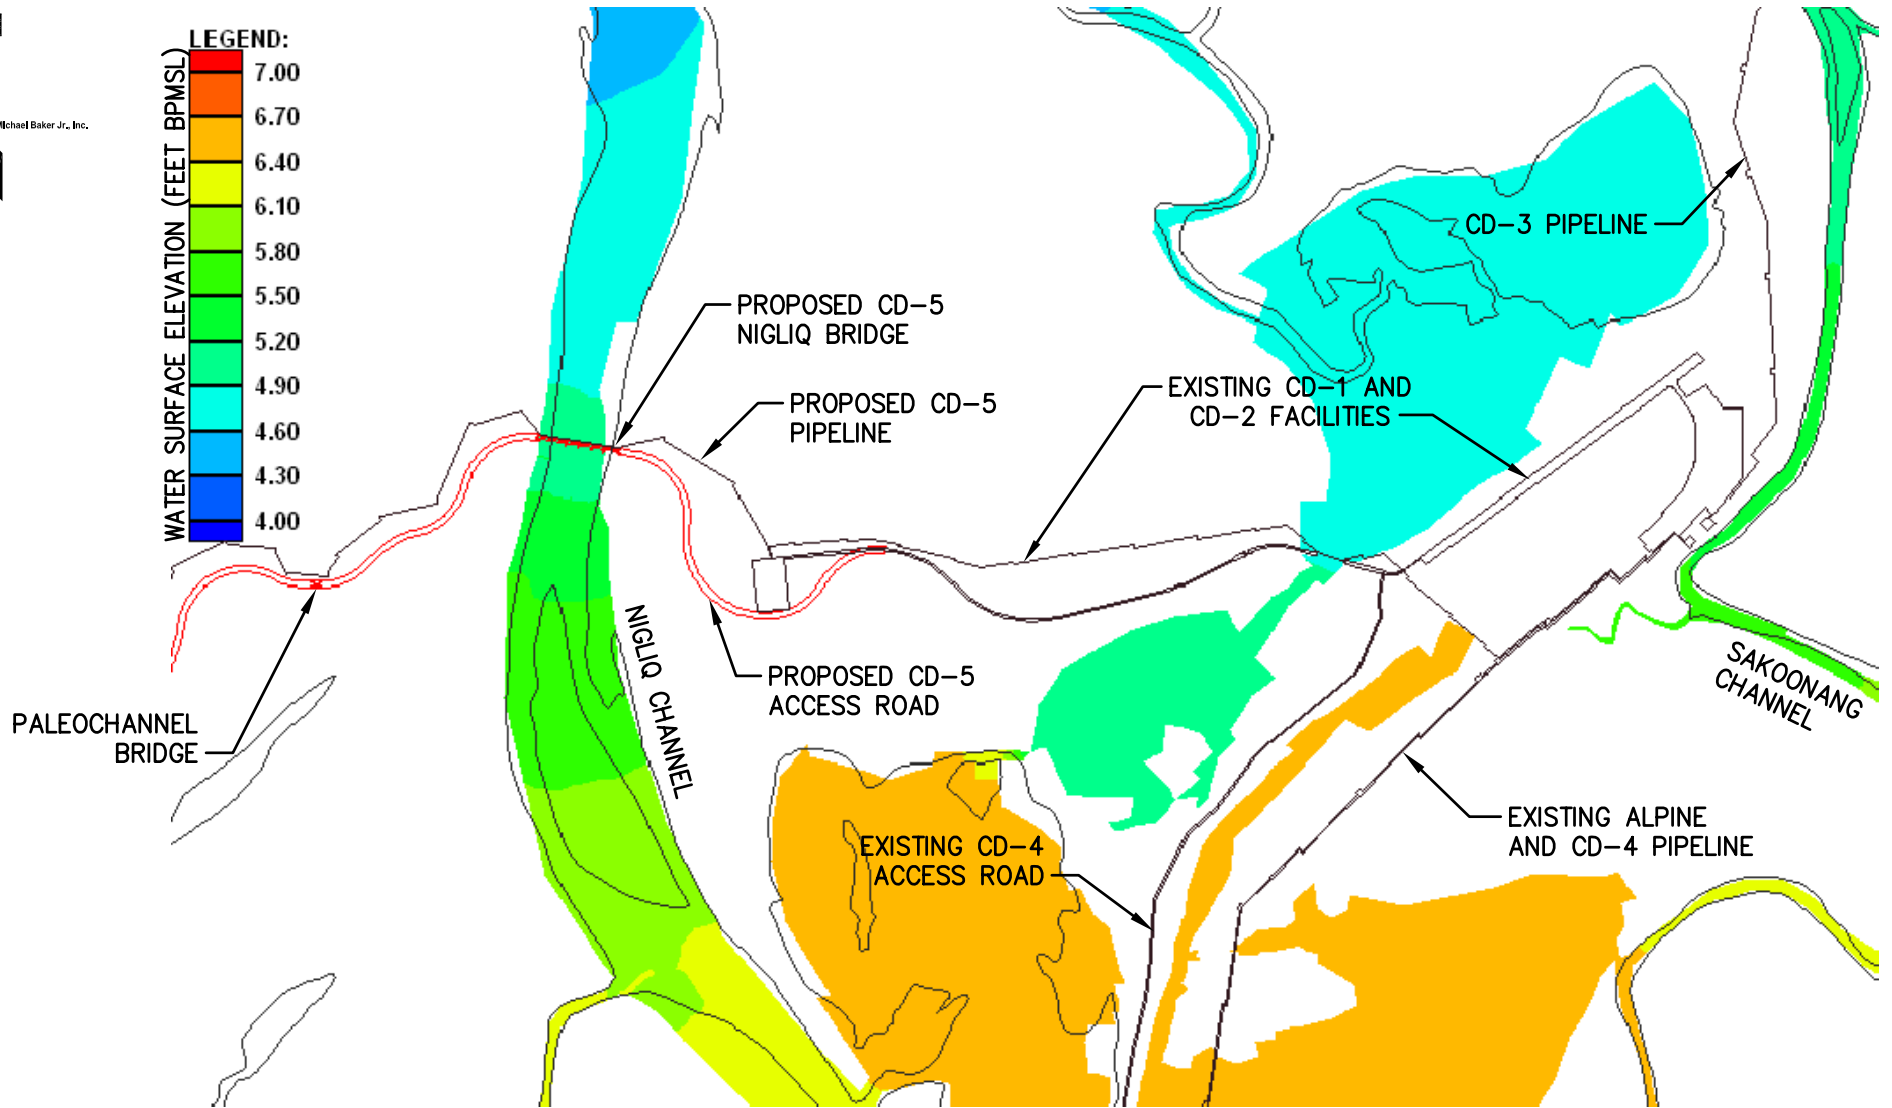 LEGEND:
WATER SURFACE ELEVATION (FEET BPMSL)
7.00
6.70
6.40
6.10
5.80
5.50
5.20
4.90
4.60
4.30
4.00
Michael Baker Jr., Inc.
CD-3 PIPELINE
PROPOSED CD-5
NIGLIQ BRIDGE
PROPOSED CD-5
PIPELINE
EXISTING CD-1 AND
CD-2 FACILITIES
NIGLIQ CHANNEL
PROPOSED CD-5
ACCESS ROAD
PALEOCHANNEL
BRIDGE
SAKOONANG
CHANNEL
EXISTING CD-4
ACCESS ROAD
EXISTING ALPINE
AND CD-4 PIPELINE